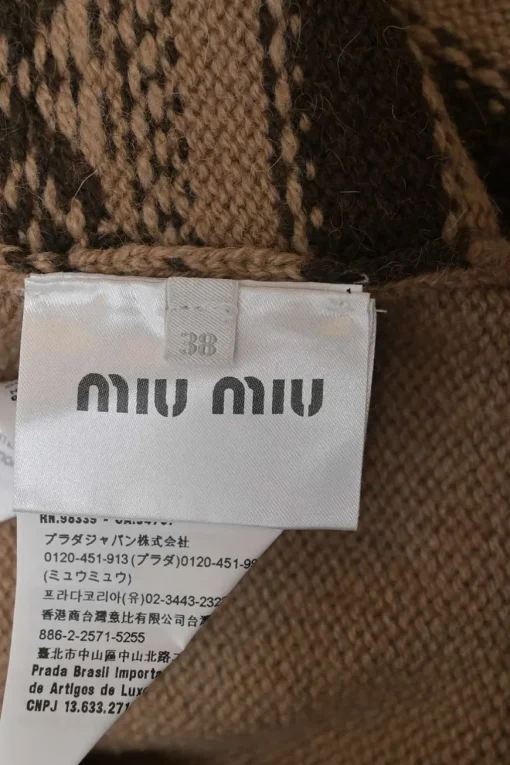 38
miu miu
RN.98339 - CA.54767
プラダジャパン株式会社
0120-451-913 (プラダ)0120-451-99
(ミュウミュウ)
프라다코리아(유)02-3443-232
香港商台灣意比有限公司台
886-2-2571-5255
臺北市中山區中山北路
Prada Brasil Importa
de Artigos de Lux
CNPJ 13.633.271